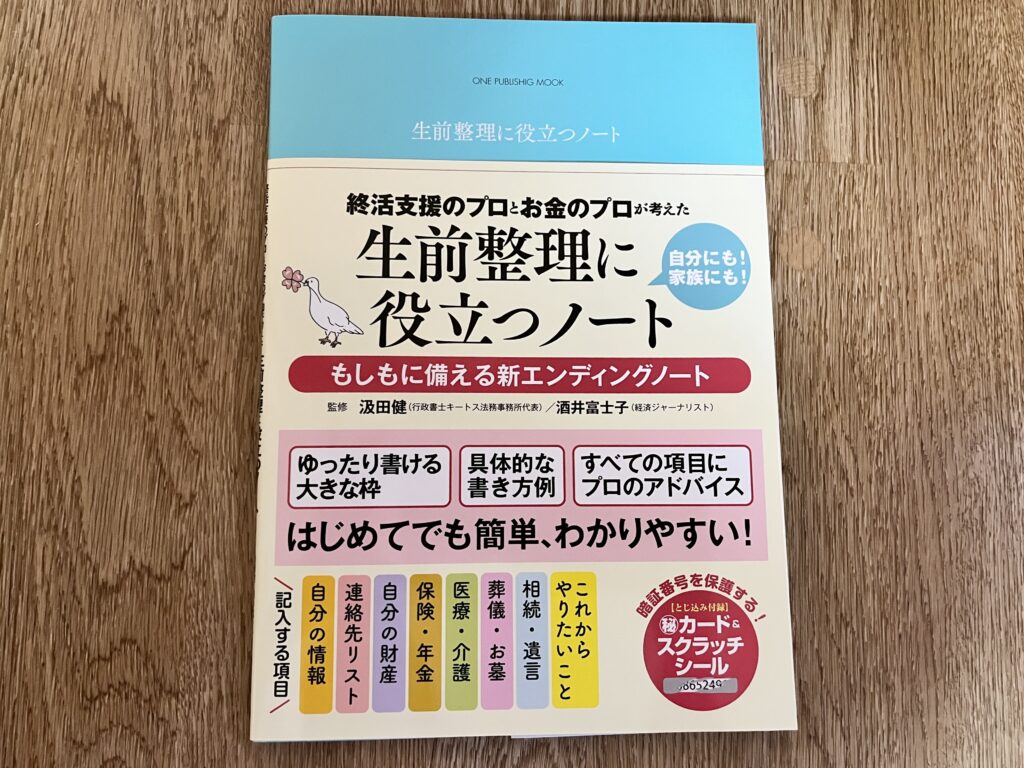 ONE PUBLISHIG MOOK
生前整理に役立つノート
終活支援のプロとお金のプロが考えた
生前整理に
役立つノート
自分にも!
家族にも!
もしもに備える新エンディングノート
監修 汲田健(行政書士キートス法務事務所代表)/酒井富士子(経済ジャーナリスト)
ゆったり書ける
大きな枠
具体的な
書き方例
すべての項目に
プロのアドバイス
はじめてでも簡単、わかりやすい!
記入する項目
自分の情報
連絡先リスト
自分の財産
保険・年金
医療・介護
葬儀・お墓
相続・遺言
これから
やりたいこと
暗証番号を保護する!
【とじ込み付録】
㊙カード&
スクラッチ
シール